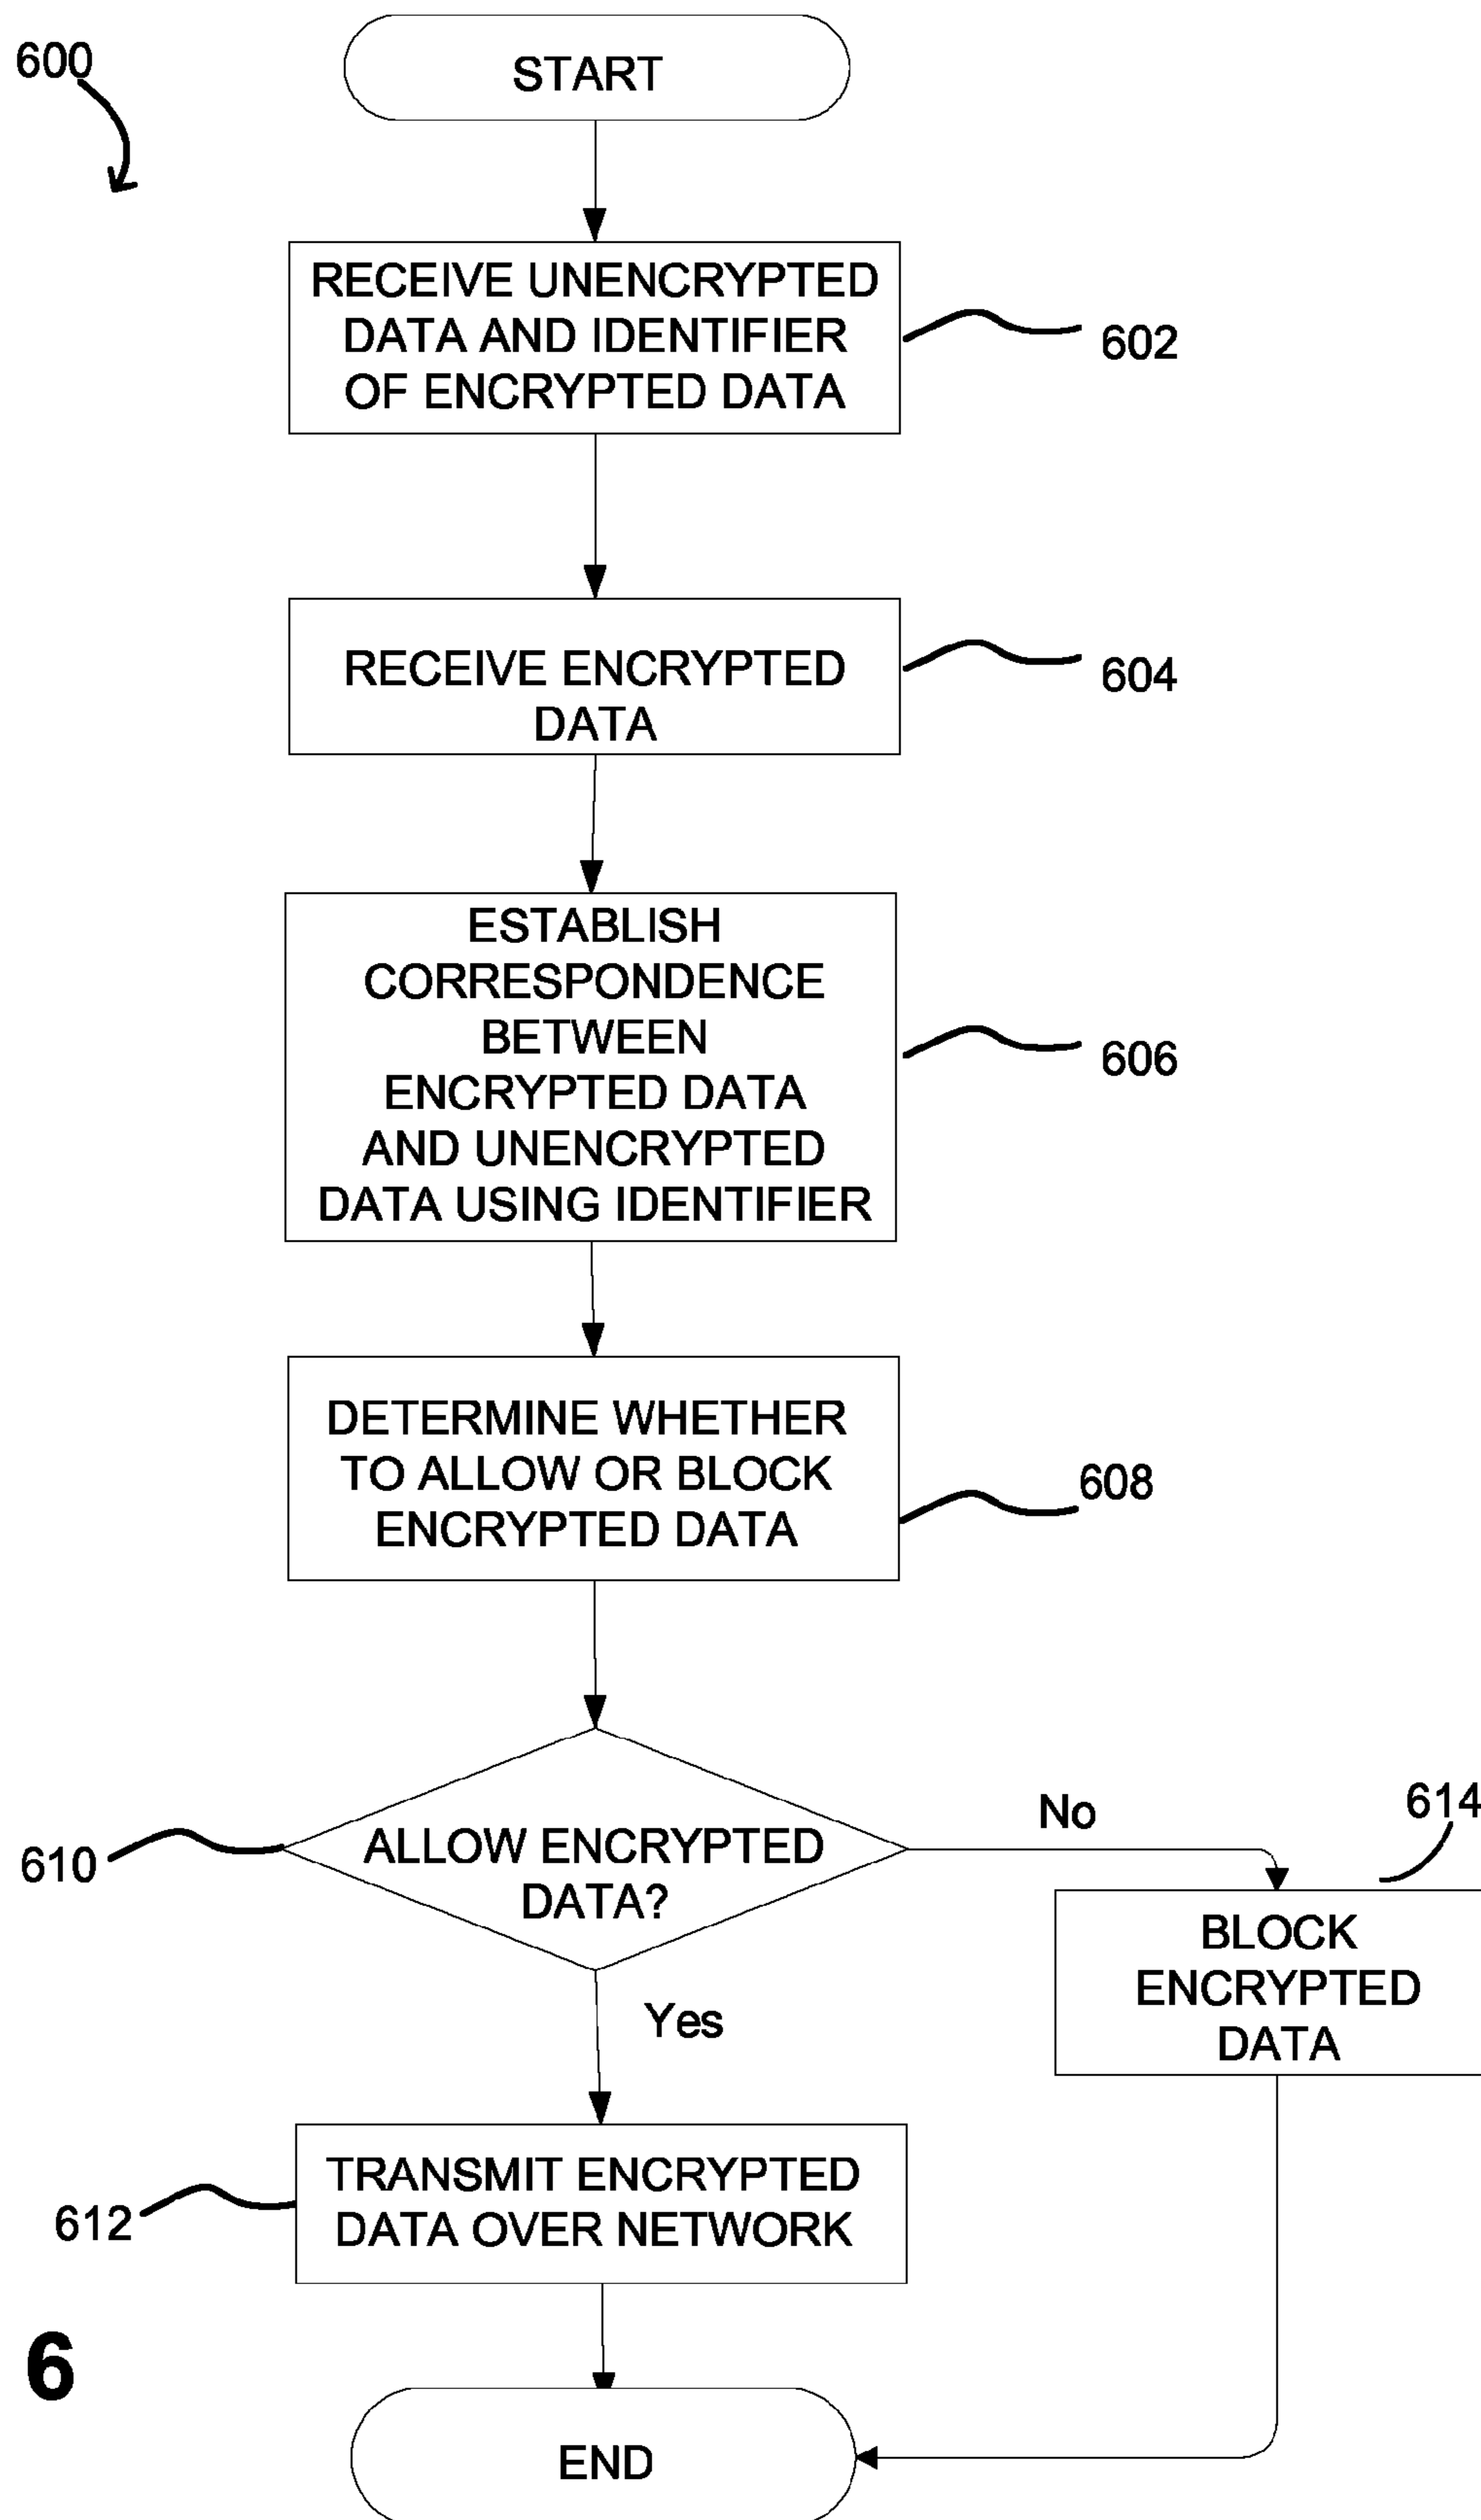 600
START
RECEIVE UNENCRYPTED
DATA AND IDENTIFIER
OF ENCRYPTED DATA
602
RECEIVE ENCRYPTED
DATA
604
ESTABLISH
CORRESPONDENCE
BETWEEN
ENCRYPTED DATA
AND UNENCRYPTED
DATA USING IDENTIFIER
606
DETERMINE WHETHER
TO ALLOW OR BLOCK
ENCRYPTED DATA
608
610
ALLOW ENCRYPTED
DATA?
No
614
BLOCK
ENCRYPTED
DATA
Yes
TRANSMIT ENCRYPTED
DATA OVER NETWORK
612
6
END